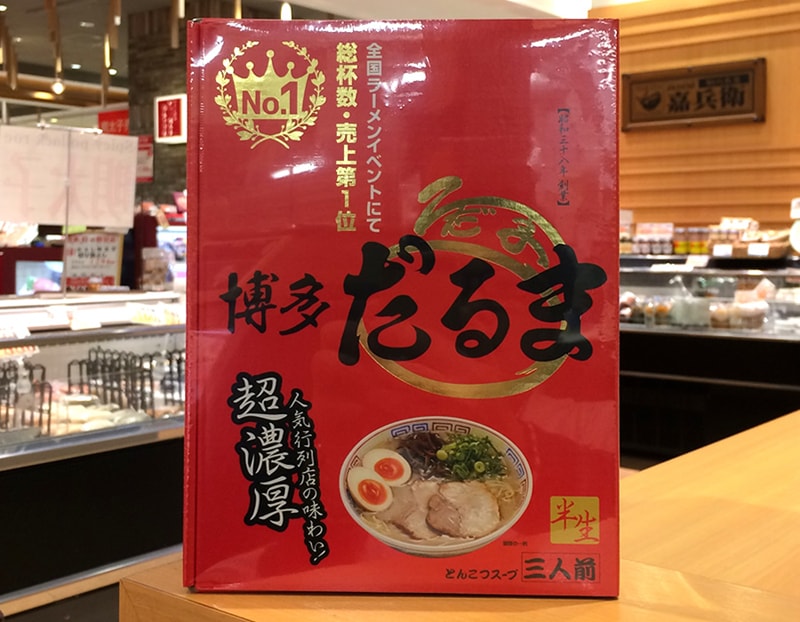 No.1
全国ラーメンイベントにて
総杯数・売上第1位
【昭和三十八年創業】
だるま
博多 だるま
超濃厚
人気行列店の味わい!
半生
とんこつスープ 三人前
嘉兵衛